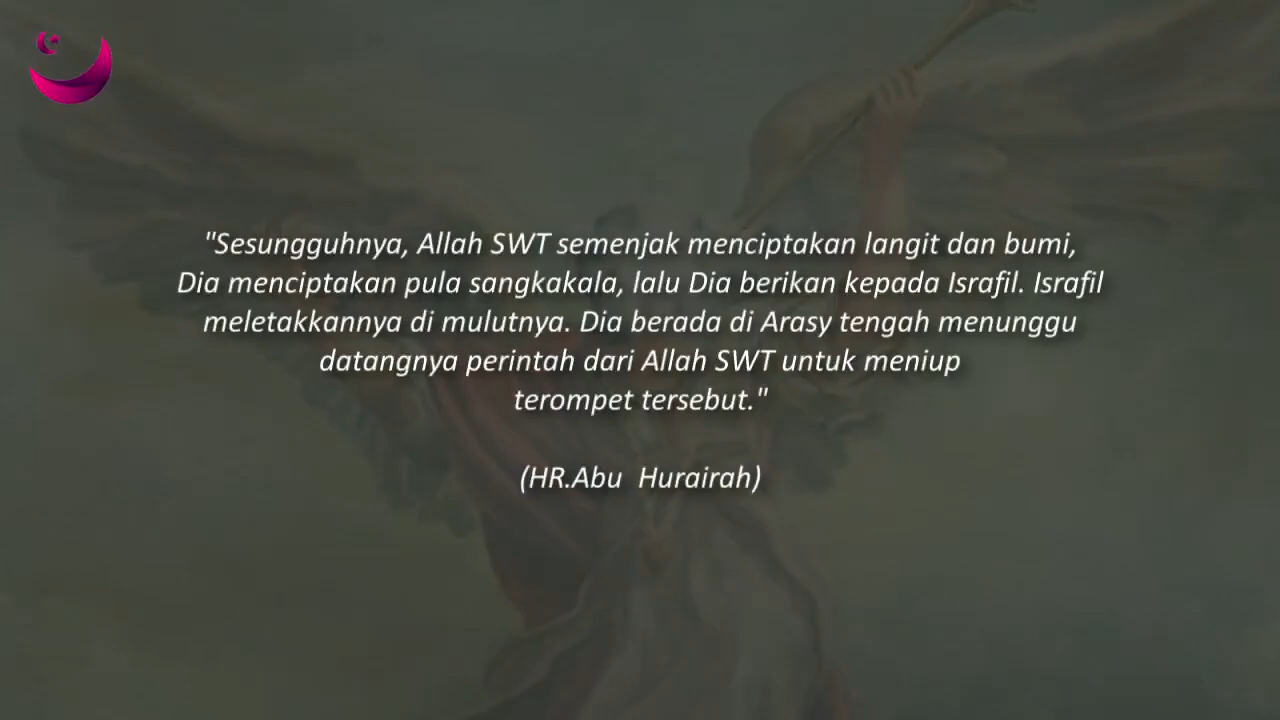 "Sesungguhnya, Allah SWT semenjak menciptakan langit dan bumi,
Dia menciptakan pula sangkakala, lalu Dia berikan kepada Israfil. Israfil
meletakkannya di mulutnya. Dia berada di Arasy tengah menunggu
datangnya perintah dari Allah SWT untuk meniup
terompet tersebut."
(HR.Abu  Hurairah)